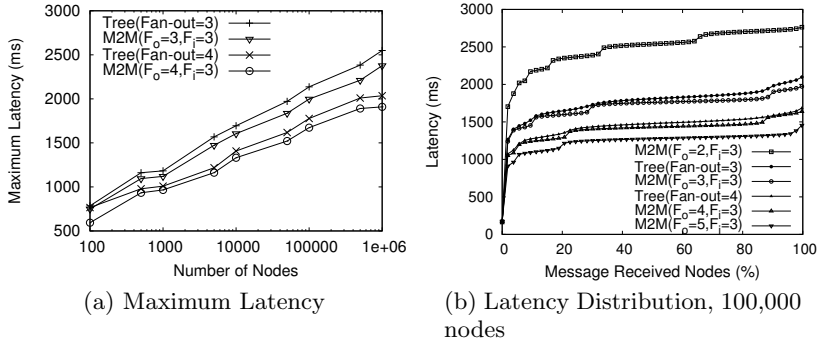 3000
2500
2000
1500
1000
500
0
100 1000 10000 100000 1e+06
Maximum Latency (ms)
Number of Nodes
Tree(Fan-out=3)
M2M(Fo=3,Fi=3)
Tree(Fan-out=4)
M2M(Fo=4,Fi=3)
(a) Maximum Latency
3000
2500
2000
1500
1000
500
0
0 20 40 60 80 100
Latency (ms)
Message Received Nodes (%)
M2M(Fo=2,Fi=3)
Tree(Fan-out=3)
M2M(Fo=3,Fi=3)
Tree(Fan-out=4)
M2M(Fo=4,Fi=3)
M2M(Fo=5,Fi=3)
(b) Latency Distribution, 100,000
nodes